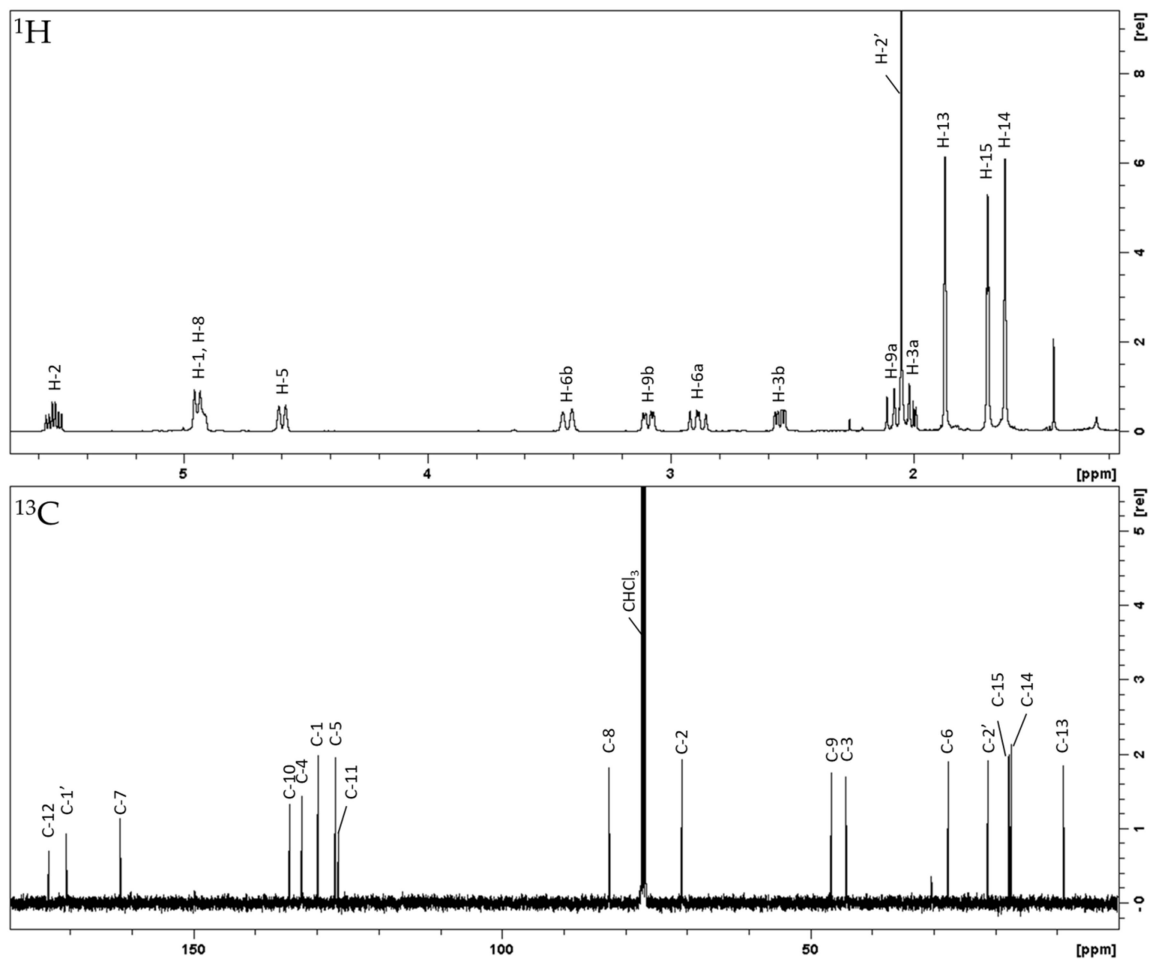 ¹H
[rel]
H-2
H-1, H-8
H-5
H-6b
H-9b
H-6a
H-3b
H-9a
H-2′
H-3a
H-13
H-15
H-14
8
6
4
2
0
5
4
3
2
[ppm]
¹³C
[rel]
C-12
C-1′
C-7
C-10
C-4
C-1
C-5
C-11
C-8
CHCl₃
C-2
C-9
C-3
C-6
C-2′
C-15
C-14
C-13
5
4
3
2
1
0
150
100
50
[ppm]